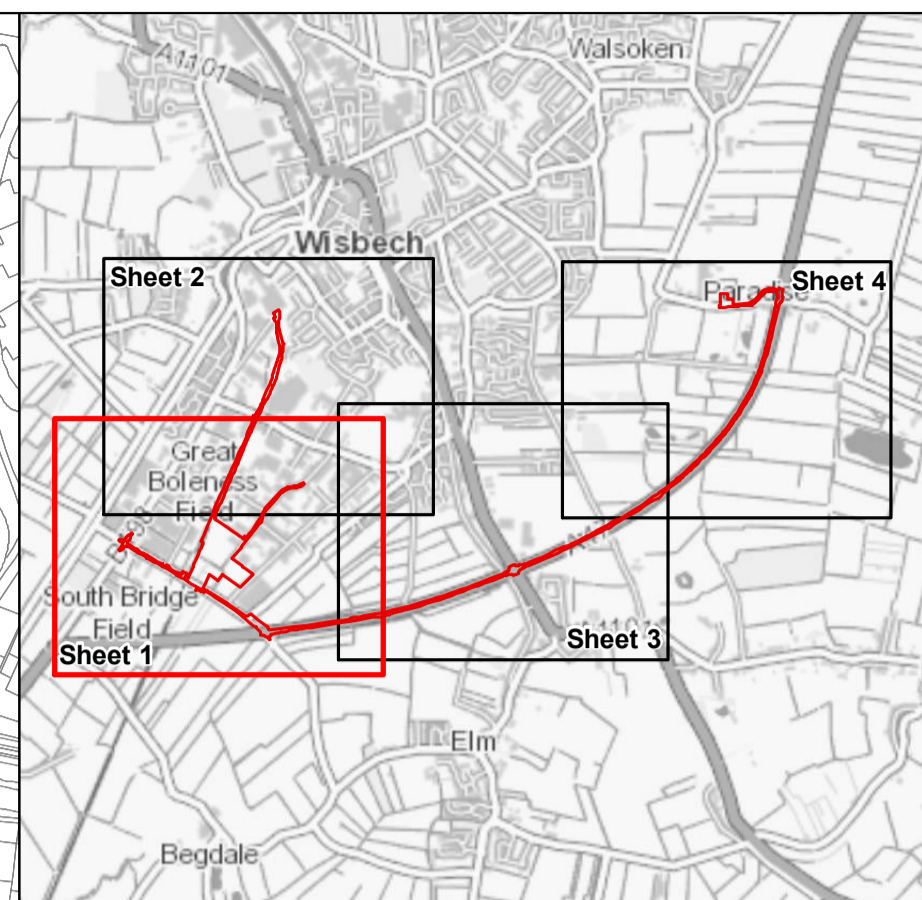 Walsoken
A1101
Wisbech
Sheet 2
Sheet 4
Paradise
Great
Boleness
Field
A47
South Bridge
Field
Sheet 1
Sheet 3
A1101
Elm
Begdale